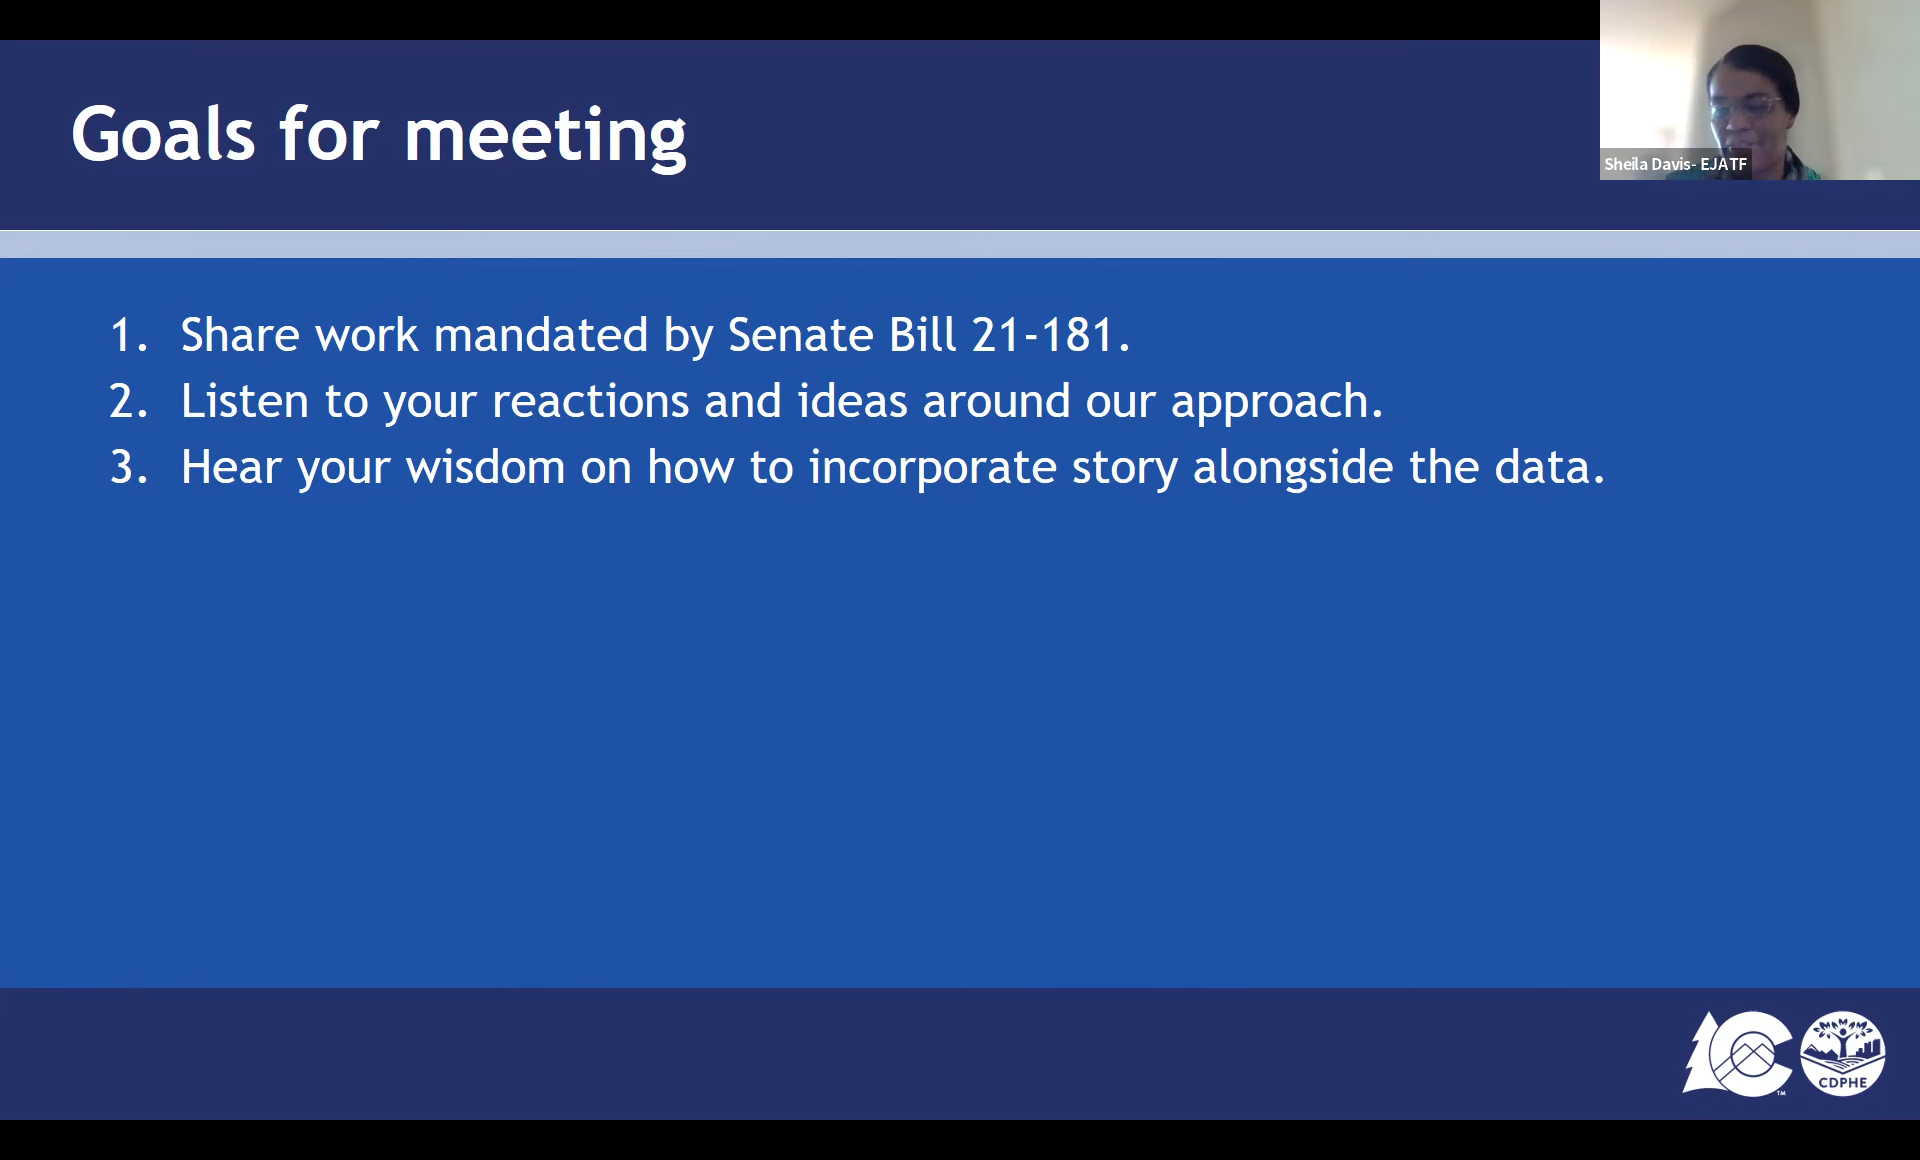 Goals for meeting
Sheila Davis- EJATF
1. Share work mandated by Senate Bill 21-181.
2. Listen to your reactions and ideas around our approach.
3. Hear your wisdom on how to incorporate story alongside the data.
TM
CDPHE